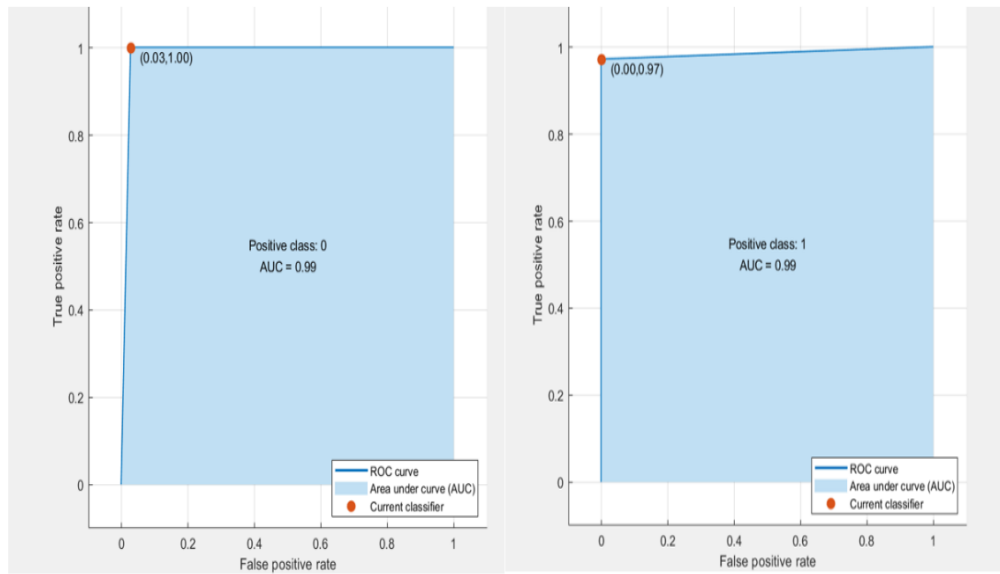 1
(0.03,1.00)
0.8
0.6
True positive rate
Positive class: 0
AUC = 0.99
0.4
0.2
0
ROC curve
Area under curve (AUC)
Current classifier
0 0.2 0.4 0.6 0.8 1
False positive rate
1
(0.00,0.97)
0.8
0.6
True positive rate
Positive class: 1
AUC = 0.99
0.4
0.2
0
ROC curve
Area under curve (AUC)
Current classifier
0 0.2 0.4 0.6 0.8 1
False positive rate